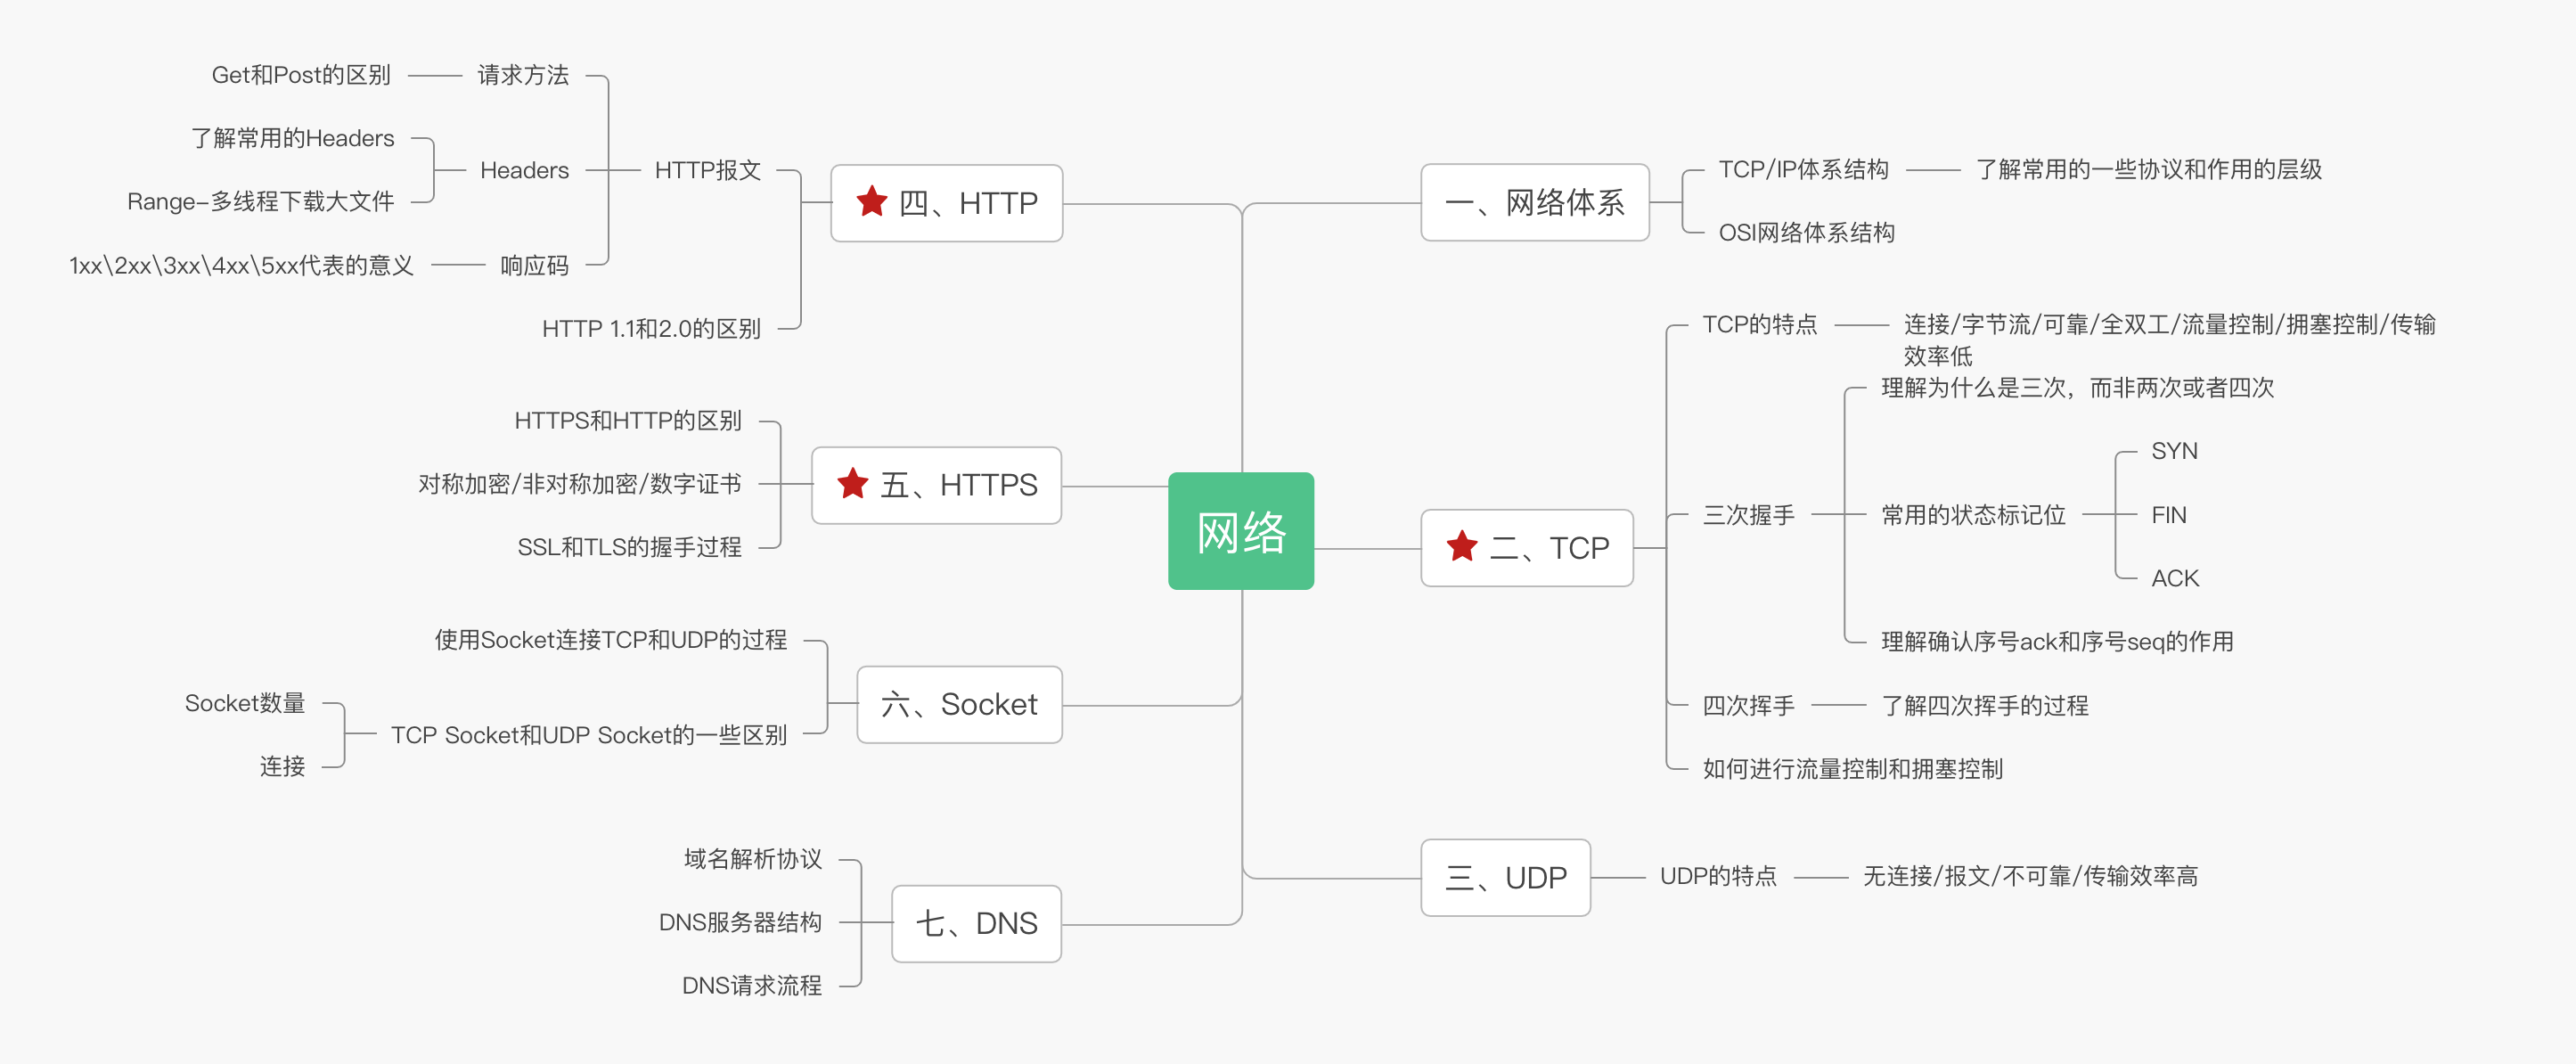 网络
一、网络体系
TCP/IP体系结构
了解常用的一些协议和作用的层级
OSI网络体系结构
二、TCP
TCP的特点
连接/字节流/可靠/全双工/流量控制/拥塞控制/传输
效率低
三次握手
理解为什么是三次，而非两次或者四次
常用的状态标记位
SYN
FIN
ACK
理解确认序号ack和序号seq的作用
四次挥手
了解四次挥手的过程
如何进行流量控制和拥塞控制
三、UDP
UDP的特点
无连接/报文/不可靠/传输效率高
四、HTTP
HTTP报文
请求方法
Get和Post的区别
Headers
了解常用的Headers
Range-多线程下载大文件
响应码
1xx\2xx\3xx\4xx\5xx代表的意义
HTTP 1.1和2.0的区别
五、HTTPS
HTTPS和HTTP的区别
对称加密/非对称加密/数字证书
SSL和TLS的握手过程
六、Socket
使用Socket连接TCP和UDP的过程
TCP Socket和UDP Socket的一些区别
Socket数量
连接
七、DNS
域名解析协议
DNS服务器结构
DNS请求流程